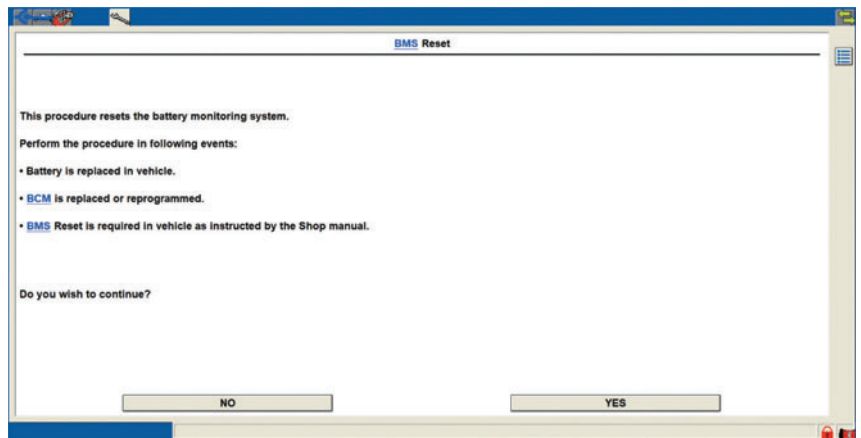 BMS Reset
This procedure resets the battery monitoring system.
Perform the procedure in following events:
• Battery is replaced in vehicle.
• BCM is replaced or reprogrammed.
• BMS Reset is required in vehicle as instructed by the Shop manual.
Do you wish to continue?
NO YES